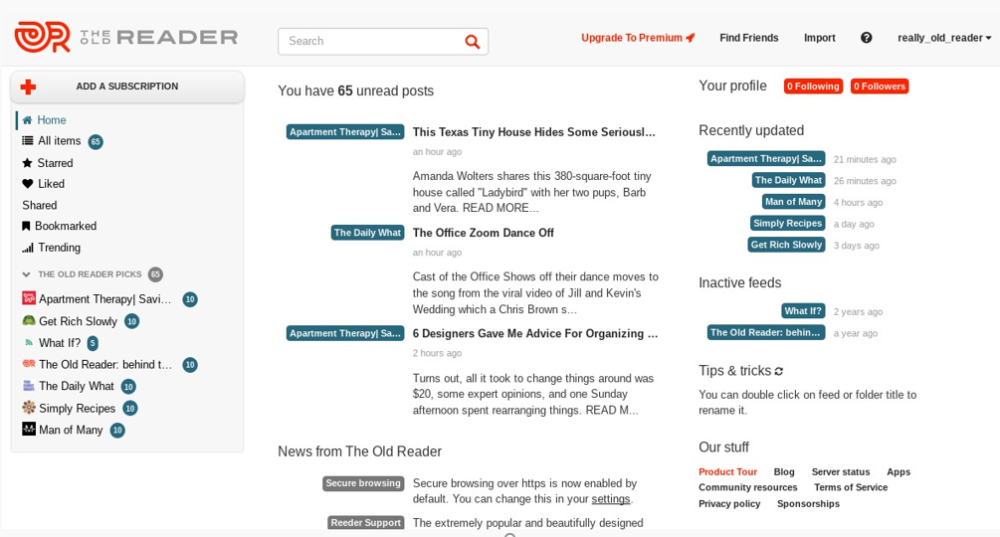 THE OLD READER
Search
Upgrade To Premium
Find Friends
Import
really_old_reader
ADD A SUBSCRIPTION
Home
All items 65
Starred
Liked
Shared
Bookmarked
Trending
THE OLD READER PICKS 65
Apartment Therapy| Savi... 10
Get Rich Slowly 10
What If? 5
The Old Reader: behind t... 10
The Daily What 10
Simply Recipes 10
Man of Many 10
You have 65 unread posts
Apartment Therapy| Sa...
This Texas Tiny House Hides Some Seriousl...
an hour ago
Amanda Wolters shares this 380-square-foot tiny
house called "Ladybird" with her two pups, Barb
and Vera. READ MORE...
The Daily What
The Office Zoom Dance Off
an hour ago
Cast of the Office Shows off their dance moves to
the song from the viral video of Jill and Kevin's
Wedding which a Chris Brown s...
Apartment Therapy| Sa...
6 Designers Gave Me Advice For Organizing ...
2 hours ago
Turns out, all it took to change things around was
$20, some expert opinions, and one Sunday
afternoon spent rearranging things. READ M...
News from The Old Reader
Secure browsing
Secure browsing over https is now enabled by
default. You can change this in your settings.
Reeder Support
The extremely popular and beautifully designed
Your profile
0 Following
0 Followers
Recently updated
Apartment Therapy| Sa... 21 minutes ago
The Daily What 26 minutes ago
Man of Many 4 hours ago
Simply Recipes a day ago
Get Rich Slowly 3 days ago
Inactive feeds
What If? 2 years ago
The Old Reader: behin... a year ago
Tips & tricks
You can double click on feed or folder title to
rename it.
Our stuff
Product Tour Blog Server status Apps
Community resources Terms of Service
Privacy policy Sponsorships